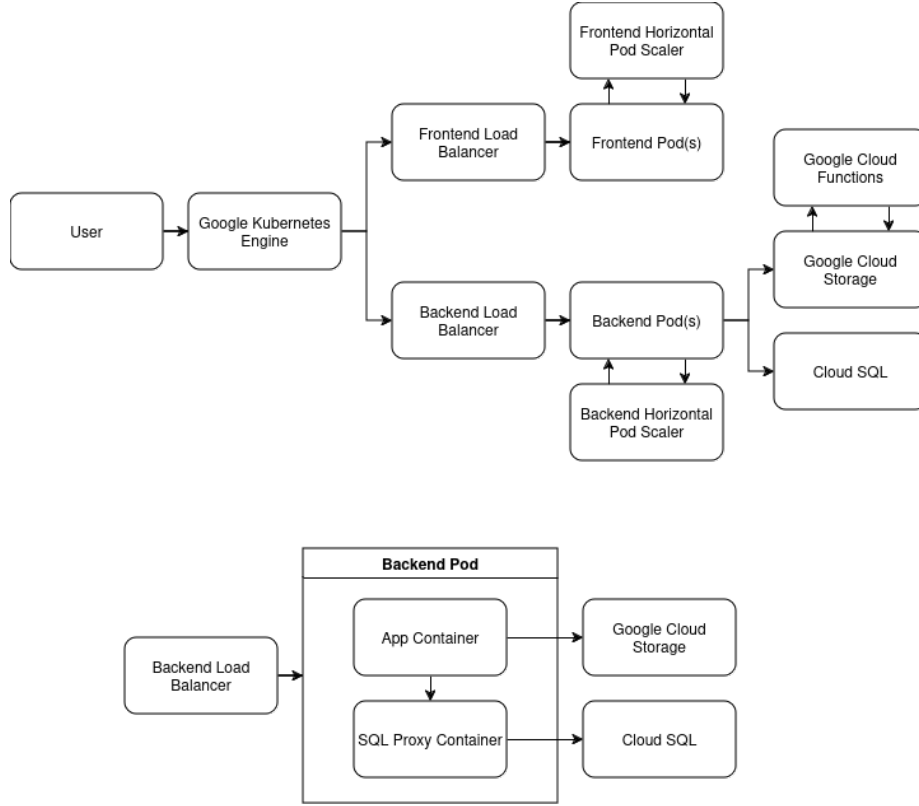 Frontend Horizontal
Pod Scaler
Frontend Load
Balancer
Frontend Pod(s)
Google Cloud
Functions
User
Google Kubernetes
Engine
Google Cloud
Storage
Backend Load
Balancer
Backend Pod(s)
Cloud SQL
Backend Horizontal
Pod Scaler
Backend Pod
App Container
Google Cloud
Storage
Backend Load
Balancer
SQL Proxy Container
Cloud SQL